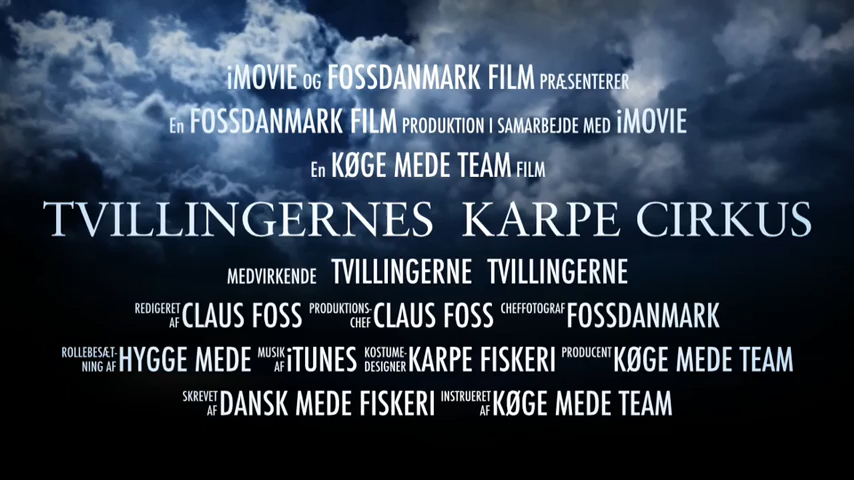 iMOVIE OG FOSSDANMARK FILM PRÆSENTERER
En FOSSDANMARK FILM PRODUKTION I SAMARBEJDE MED iMOVIE
En KØGE MEDE TEAM FILM
TVILLINGERNES KARPE CIRKUS
MEDVIRKENDE TVILLINGERNE TVILLINGERNE
REDIGERET AF CLAUS FOSS PRODUKTIONS-CHEF CLAUS FOSS CHEFFOTOGRAF FOSSDANMARK
ROLLEBESÆT-NING AF HYGGE MEDE MUSIK AF iTUNES KOSTUME-DESIGNER KARPE FISKERI PRODUCENT KØGE MEDE TEAM
SKREVET AF DANSK MEDE FISKERI INSTRUERET AF KØGE MEDE TEAM